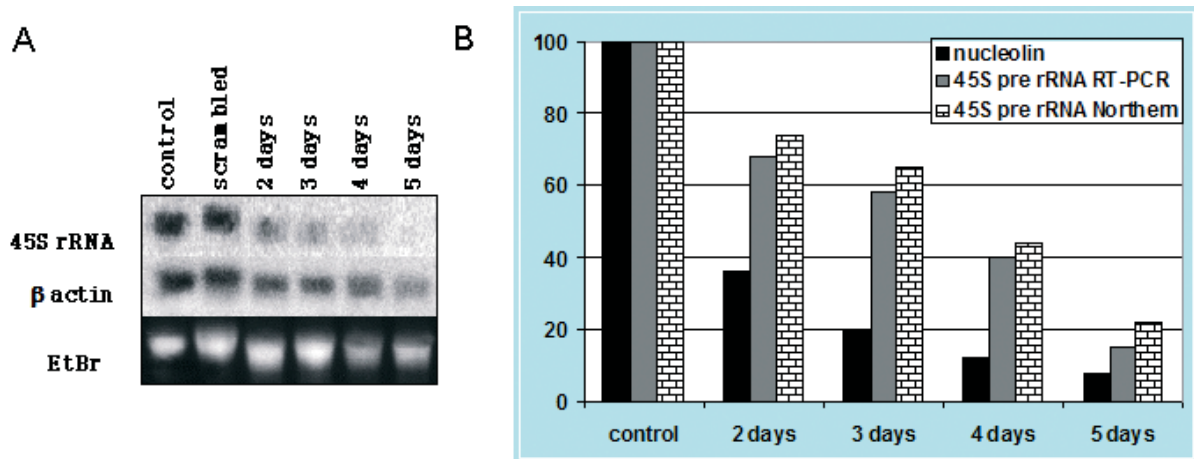 A
control
scrambled
2 days
3 days
4 days
5 days
45S rRNA
β actin
EtBr
B
100
80
60
40
20
0
nucleolin
45S pre rRNA RT-PCR
45S pre rRNA Northern
control
2 days
3 days
4 days
5 days